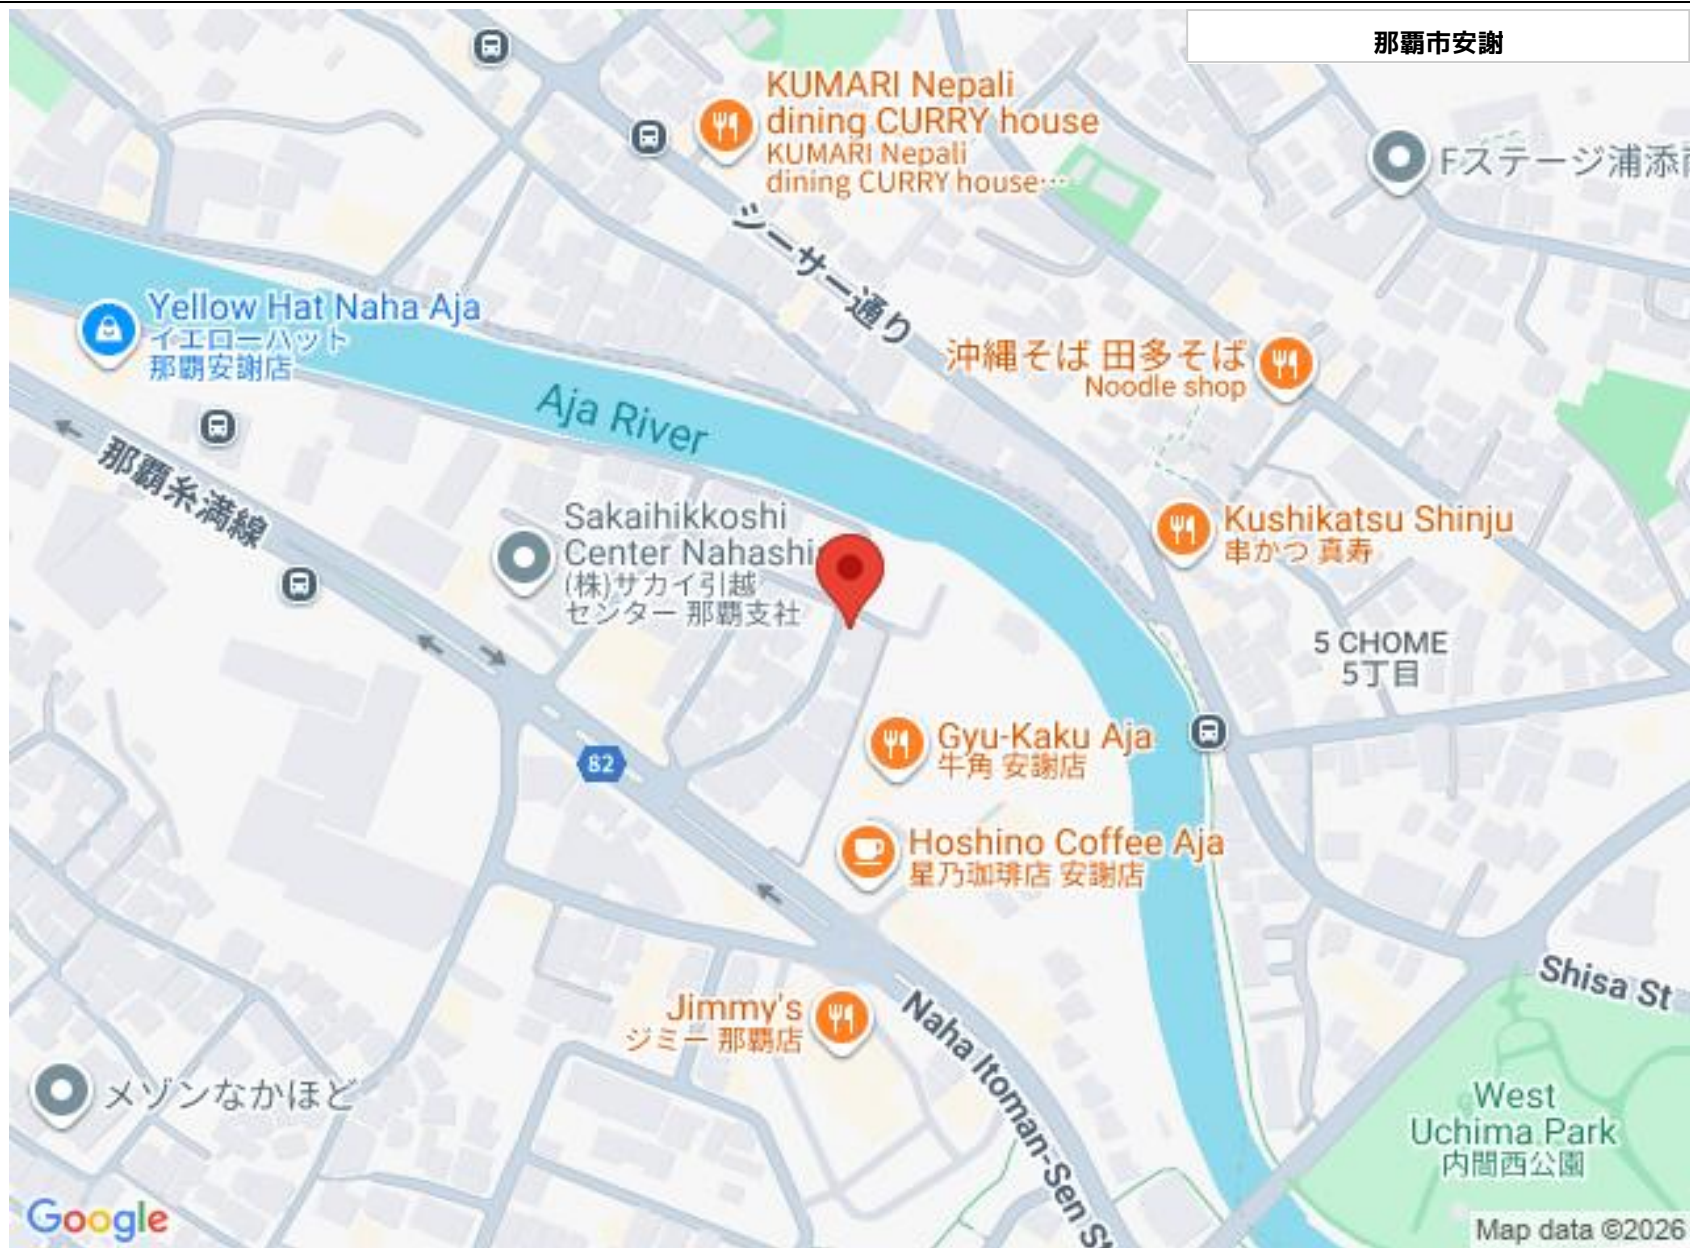 那覇市安謝
KUMARI Nepali
dining CURRY house
KUMARI Nepali
dining CURRY house…
Fステージ浦添
シーサー通り
Yellow Hat Naha Aja
イエローハット
那覇安謝店
Aja River
沖縄そば 田多そば
Noodle shop
那覇糸満線
Sakaihikkoshi
Center Nahashi
(株)サカイ引越
センター 那覇支社
Kushikatsu Shinju
串かつ 真寿
5 CHOME
5丁目
82
Gyu-Kaku Aja
牛角 安謝店
Hoshino Coffee Aja
星乃珈琲店 安謝店
Shisa St
Jimmy's
ジミー 那覇店
Naha Itoman-Sen St
メゾンなかほど
West
Uchima Park
内間西公園
Google
Map data ©2026